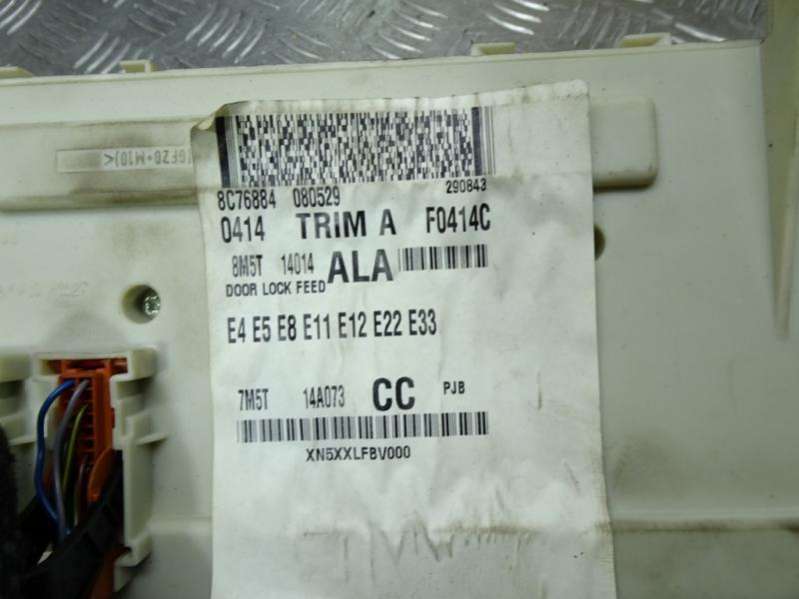 8C76884 080529 290843
0414 TRIM A F0414C
8M5T 14014 ALA
DOOR LOCK FEED
E4 E5 E8 E11 E12 E22 E33
7M5T 14A073 CC PJB
XN5XXLFBV000